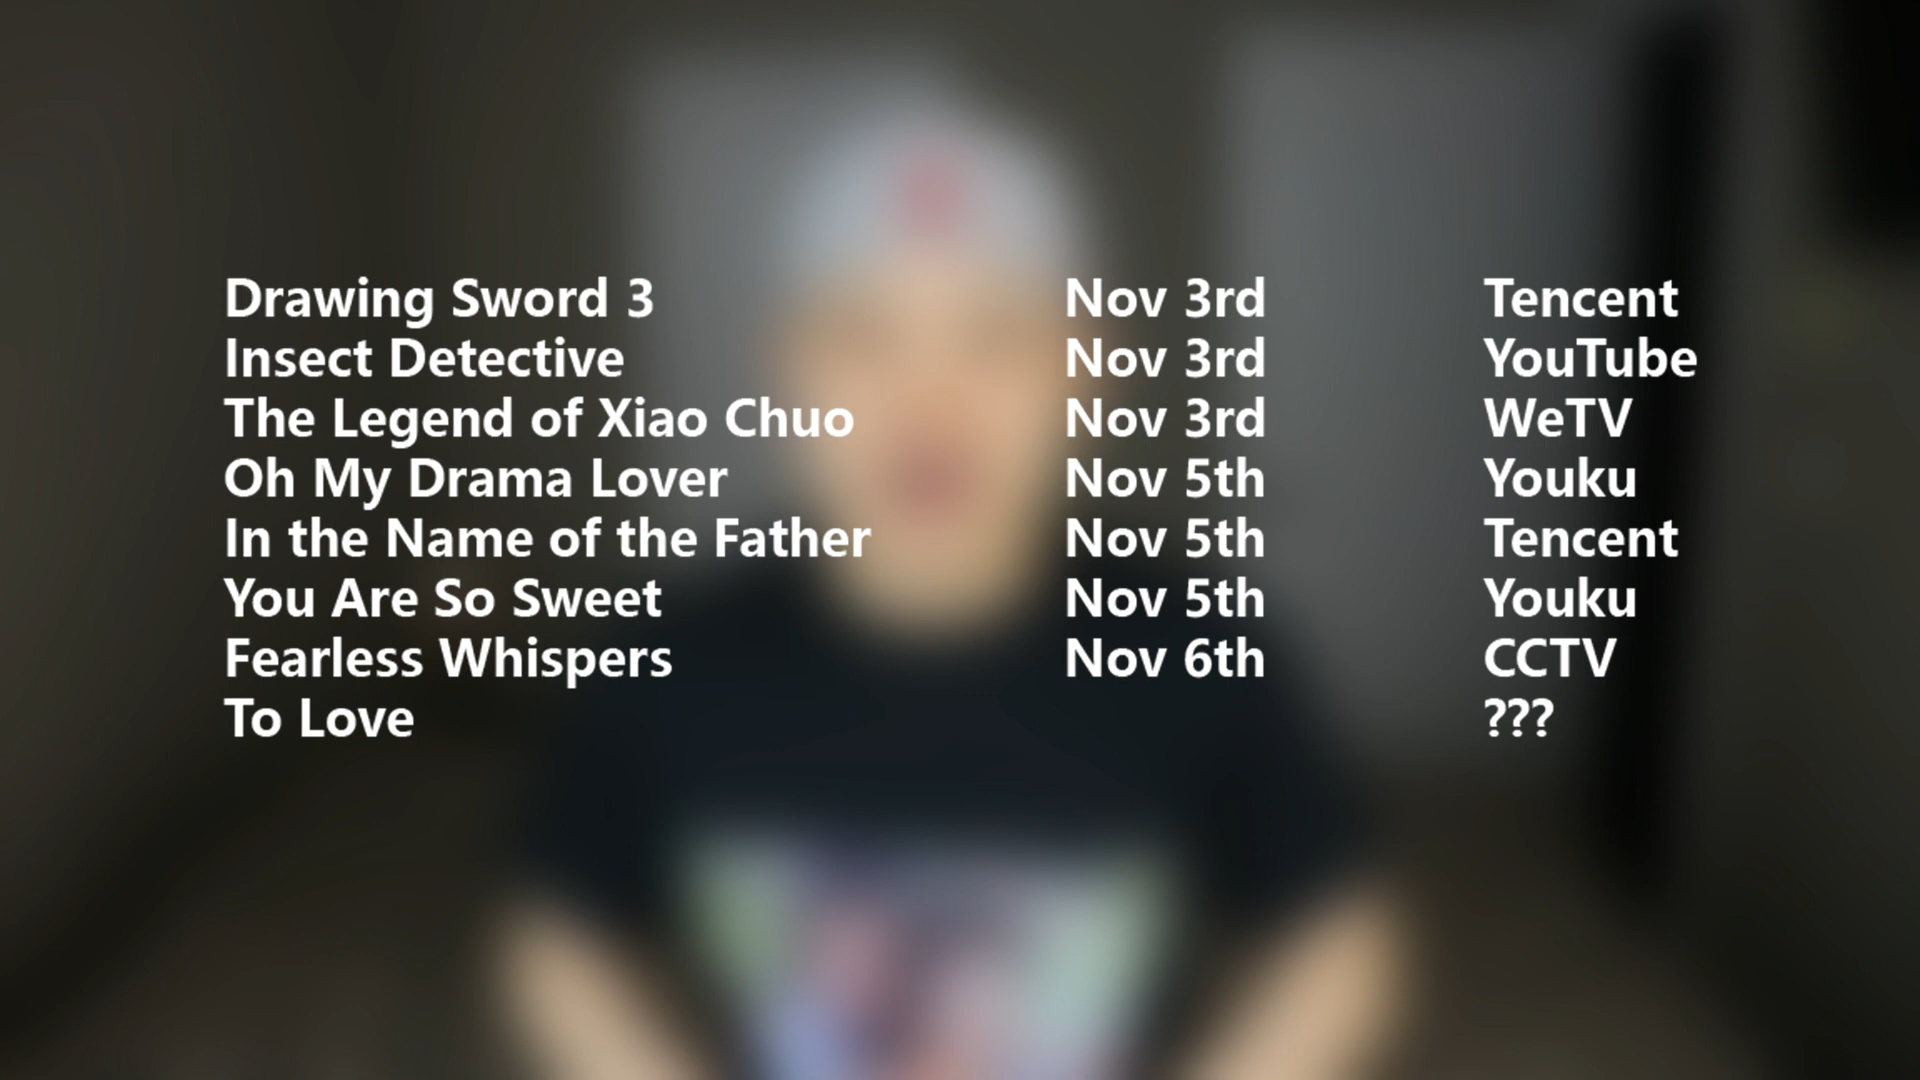 Drawing Sword 3 Nov 3rd Tencent
Insect Detective Nov 3rd YouTube
The Legend of Xiao Chuo Nov 3rd WeTV
Oh My Drama Lover Nov 5th Youku
In the Name of the Father Nov 5th Tencent
You Are So Sweet Nov 5th Youku
Fearless Whispers Nov 6th CCTV
To Love ???